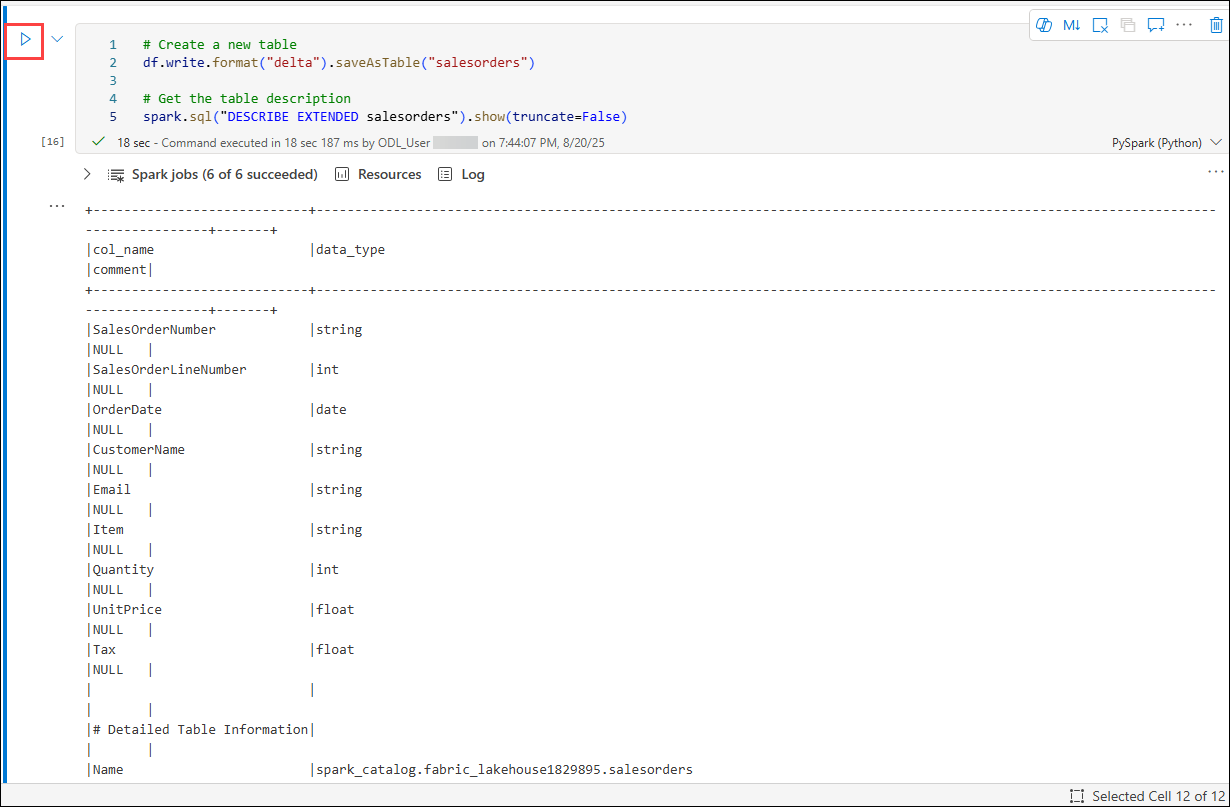 M↓
1 # Create a new table
2 df.write.format("delta").saveAsTable("salesorders")
3
4 # Get the table description
5 spark.sql("DESCRIBE EXTENDED salesorders").show(truncate=False)
[16] 18 sec - Command executed in 18 sec 187 ms by ODL_User on 7:44:07 PM, 8/20/25 PySpark (Python)
Spark jobs (6 of 6 succeeded) Resources Log
+----------------------------+---------------------------------------------------------------------------------------------------------------------
----------------+-------+
|col_name                    |data_type
|comment|
+----------------------------+---------------------------------------------------------------------------------------------------------------------
----------------+-------+
|SalesOrderNumber            |string
|NULL   |
|SalesOrderLineNumber        |int
|NULL   |
|OrderDate                   |date
|NULL   |
|CustomerName                |string
|NULL   |
|Email                       |string
|NULL   |
|Item                        |string
|NULL   |
|Quantity                    |int
|NULL   |
|UnitPrice                   |float
|NULL   |
|Tax                         |float
|NULL   |
|                            |
|       |
|# Detailed Table Information|
|       |
|Name                        |spark_catalog.fabric_lakehouse1829895.salesorders
Selected Cell 12 of 12